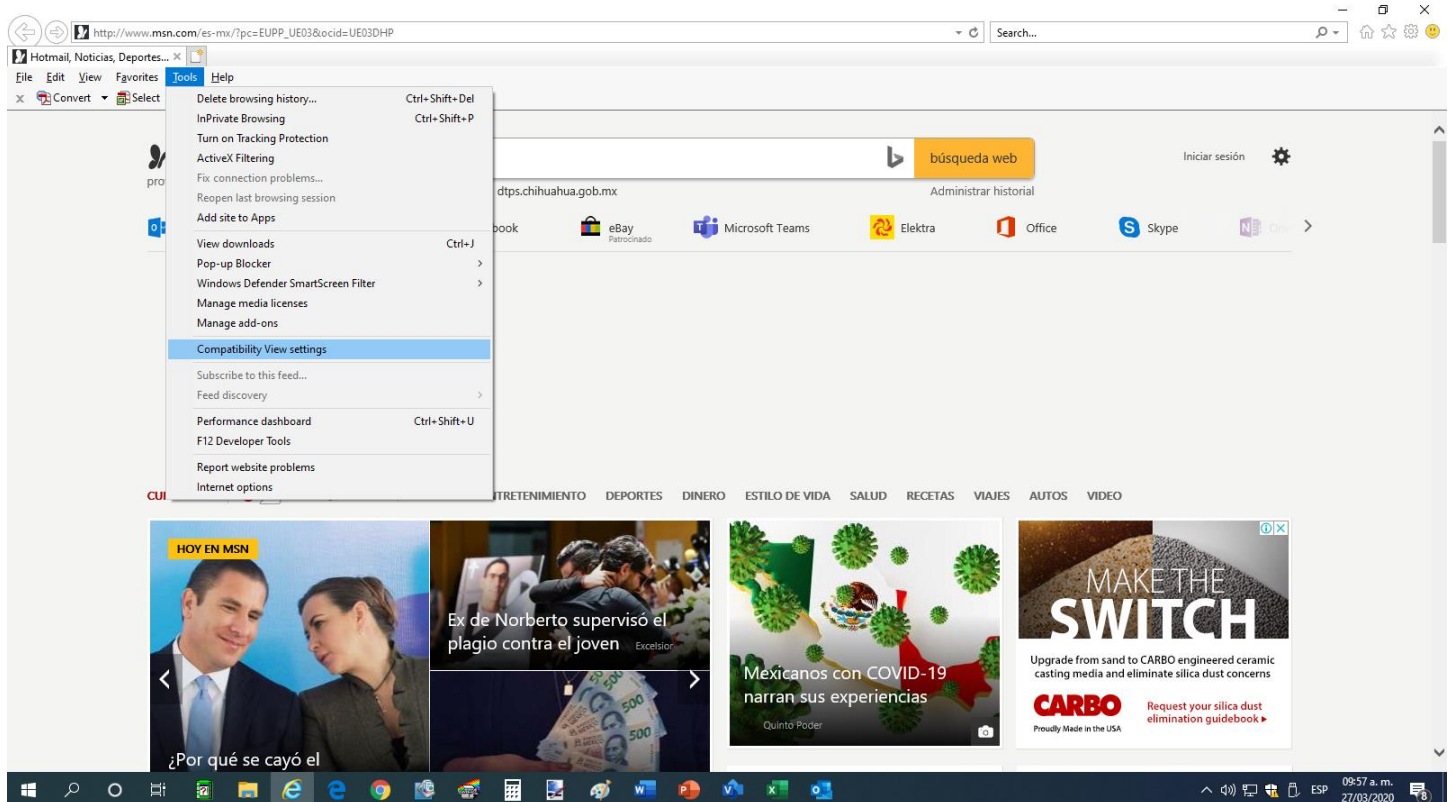 http://www.msn.com/es-mx/?pc=EUPP_UE03&ocid=UE03DHP
Search...
Hotmail, Noticias, Deportes...
File Edit View Favorites Tools Help
x Convert Select
Delete browsing history... Ctrl+Shift+Del
InPrivate Browsing Ctrl+Shift+P
Turn on Tracking Protection
ActiveX Filtering
Fix connection problems...
Reopen last browsing session
Add site to Apps
View downloads Ctrl+J
Pop-up Blocker
Windows Defender SmartScreen Filter
Manage media licenses
Manage add-ons
Compatibility View settings
Subscribe to this feed...
Feed discovery
Performance dashboard Ctrl+Shift+U
F12 Developer Tools
Report website problems
Internet options
búsqueda web
Iniciar sesión
pro
dtps.chihuahua.gob.mx
Administrar historial
book
eBay
Patrocinado
Microsoft Teams
Elektra
Office
Skype
CU
TRETENIMIENTO DEPORTES DINERO ESTILO DE VIDA SALUD RECETAS VIAJES AUTOS VIDEO
HOY EN MSN
¿Por qué se cayó el
Ex de Norberto supervisó el
plagio contra el joven Excelsior
500
500
Mexicanos con COVID-19
narran sus experiencias
Quinto Poder
MAKE THE
SWITCH
Upgrade from sand to CARBO engineered ceramic
casting media and eliminate silica dust concerns
CARBO
Proudly Made in the USA
Request your silica dust
elimination guidebook
ESP
09:57 a. m.
27/03/2020
8